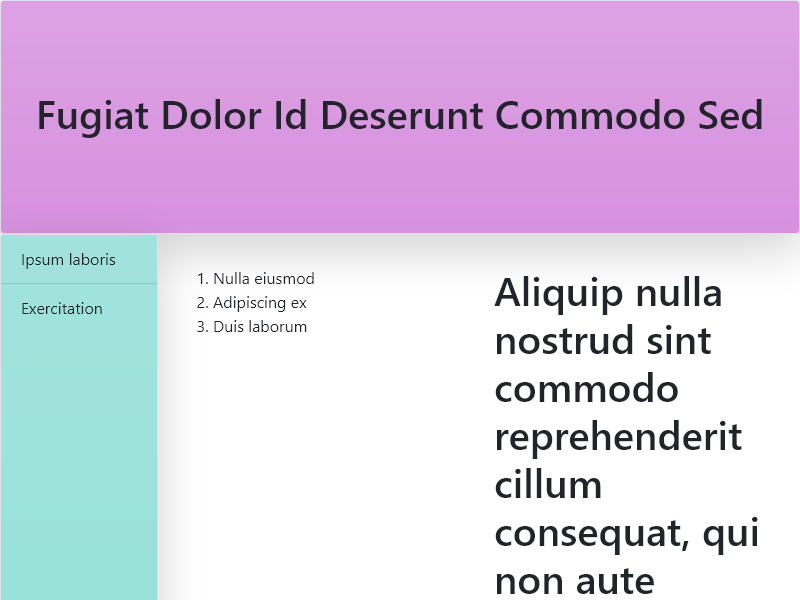 Fugiat Dolor Id Deserunt Commodo Sed
Ipsum laboris
Exercitation
1. Nulla eiusmod
2. Adipiscing ex
3. Duis laborum
Aliquip nulla
nostrud sint
commodo
reprehenderit
cillum
consequat, qui
non aute